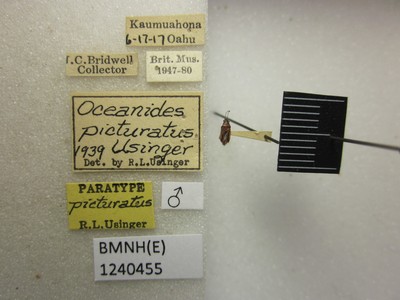 Kaumuahona
6-17-17 Oahu
J.C. Bridwell
Collector
Brit. Mus.
1947-80
Oceanides
picturatus
1939 Usinger
Det. by R.L.Usinger
PARATYPE
picturatus
R.L.Usinger
♂
BMNH(E)
1240455